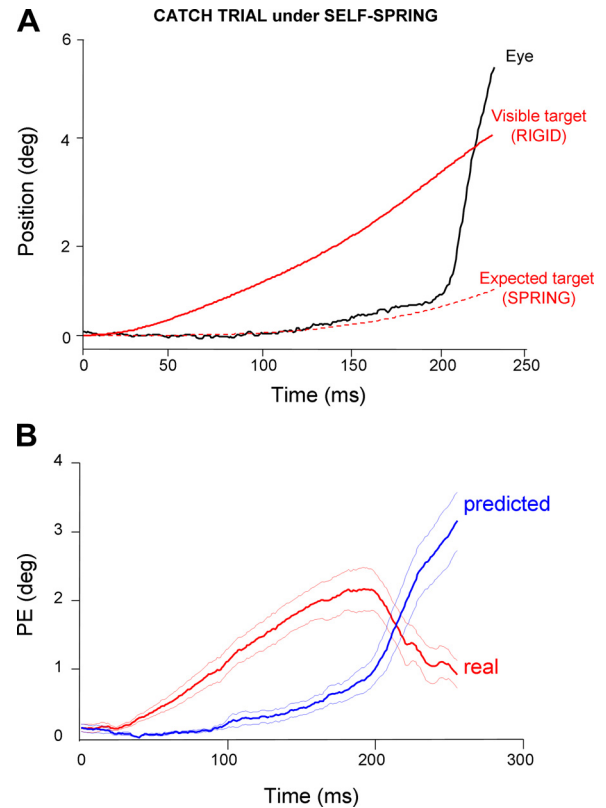 A
CATCH TRIAL under SELF-SPRING
6
Eye
Visible target
(RIGID)
4
Position (deg)
2
Expected target
(SPRING)
0
0 50 100 150 200 250
Time (ms)
B
4
predicted
3
PE (deg)
2
real
1
0
0 100 200 300
Time (ms)